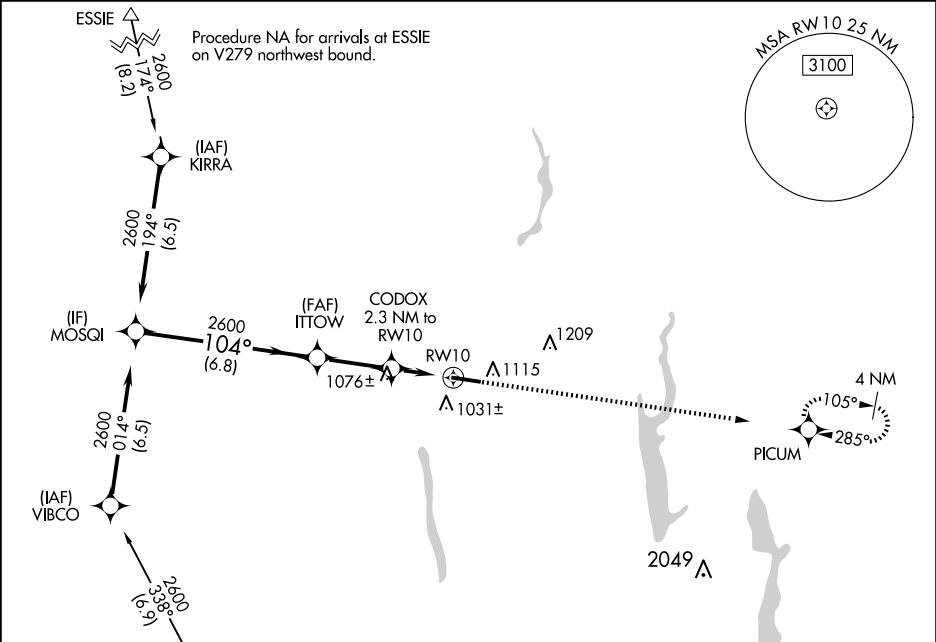 ESSIE
Procedure NA for arrivals at ESSIE
on V279 northwest bound.
MSA RW10 25 NM
3100
2600
174°
(8.2)
(IAF)
KIRRA
2600
194°
(6.5)
(IF)
MOSQI
2600
104°
(6.8)
(FAF)
ITTOW
CODOX
2.3 NM to
RW10
RW10
1076±
1031±
1115
1209
4 NM
105°
285°
PICUM
2600
014°
(6.5)
(IAF)
VIBCO
2600
338°
(6.9)
2049